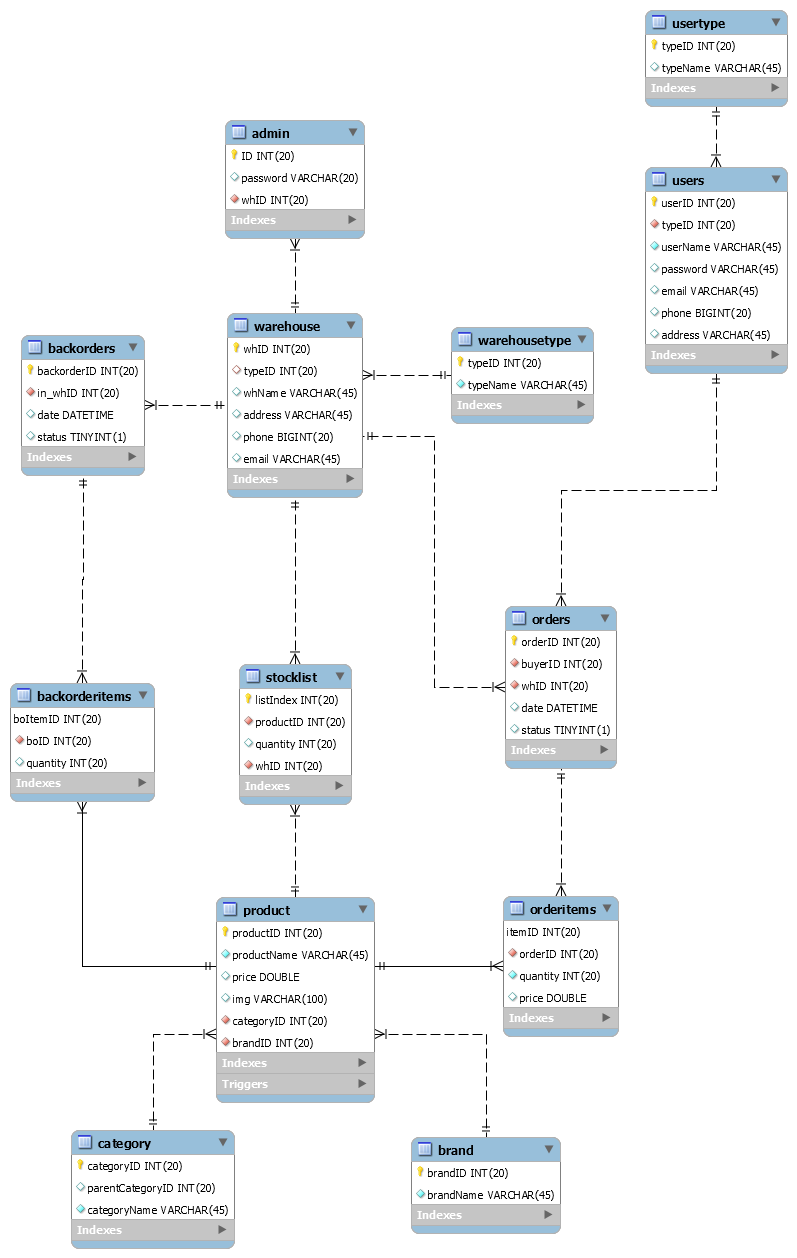 usertype
typeID INT(20)
typeName VARCHAR(45)
Indexes
admin
ID INT(20)
password VARCHAR(20)
whID INT(20)
Indexes
users
userID INT(20)
typeID INT(20)
userName VARCHAR(45)
password VARCHAR(45)
email VARCHAR(45)
phone BIGINT(20)
address VARCHAR(45)
Indexes
warehouse
whID INT(20)
typeID INT(20)
whName VARCHAR(45)
address VARCHAR(45)
phone BIGINT(20)
email VARCHAR(45)
Indexes
warehousetype
typeID INT(20)
typeName VARCHAR(45)
Indexes
backorders
backorderID INT(20)
in_whID INT(20)
date DATETIME
status TINYINT(1)
Indexes
orders
orderID INT(20)
buyerID INT(20)
whID INT(20)
date DATETIME
status TINYINT(1)
Indexes
stocklist
listIndex INT(20)
productID INT(20)
quantity INT(20)
whID INT(20)
Indexes
backorderitems
boItemID INT(20)
boID INT(20)
quantity INT(20)
Indexes
product
productID INT(20)
productName VARCHAR(45)
price DOUBLE
img VARCHAR(100)
categoryID INT(20)
brandID INT(20)
Indexes
Triggers
orderitems
itemID INT(20)
orderID INT(20)
quantity INT(20)
price DOUBLE
Indexes
category
categoryID INT(20)
parentCategoryID INT(20)
categoryName VARCHAR(45)
Indexes
brand
brandID INT(20)
brandName VARCHAR(45)
Indexes